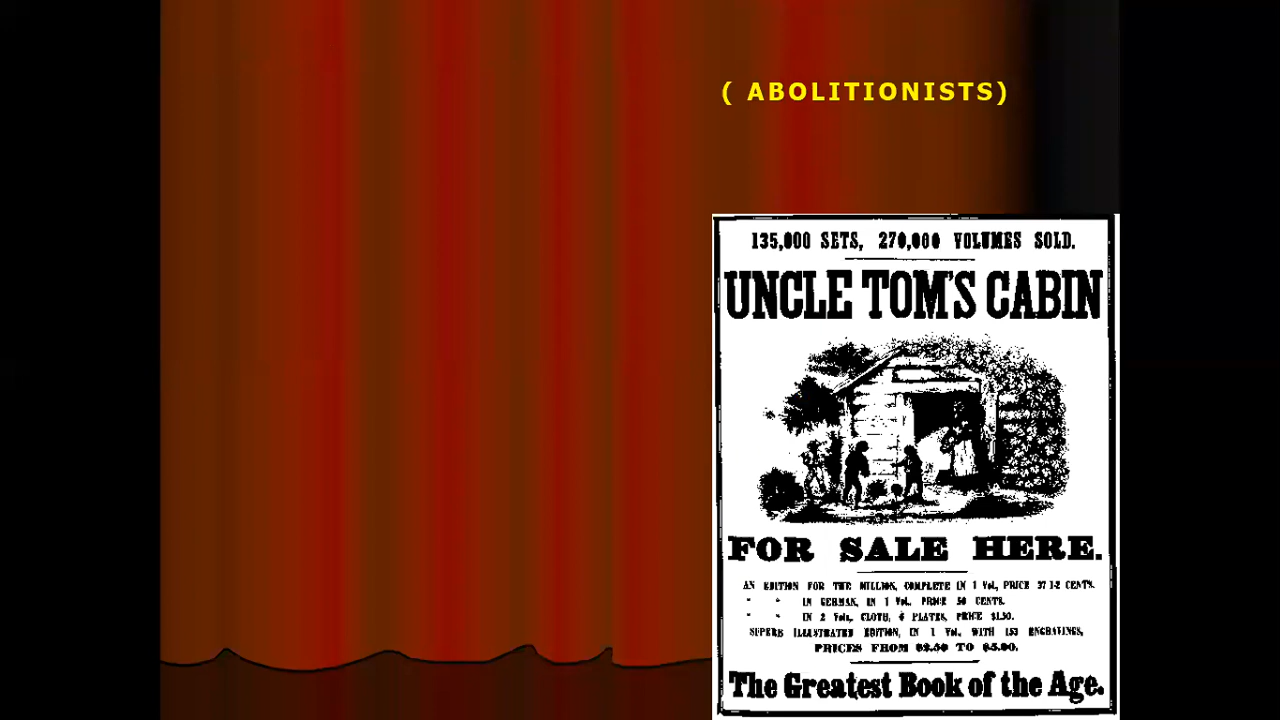 ( ABOLITIONISTS)
135,000 SETS, 270,000 VOLUMES SOLD.
UNCLE TOM'S CABIN
FOR SALE HERE.
AN EDITION FOR THE MILLION, COMPLETE IN 1 Vol., PRICE 37 1-2 CENTS.
" " IN GERMAN, IN 1 Vol. PRICE 50 CENTS.
" " IN 2 Vols., CLOTH, 6 PLATES, PRICE $1.50.
SUPERB ILLUSTRATED EDITION, IN 1 Vol. WITH 153 ENGRAVINGS,
PRICES FROM $2.50 TO $5.00.
The Greatest Book of the Age.